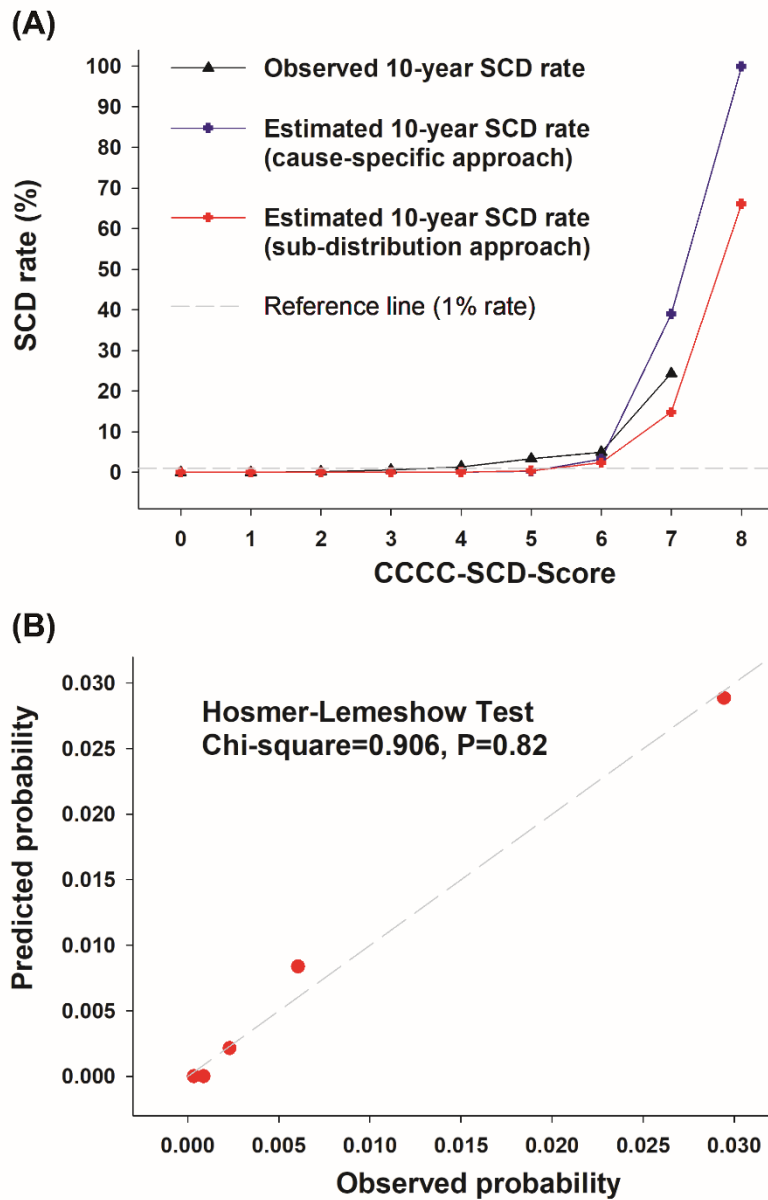 (A)
100
90
80
70
60
50
40
30
20
10
0
SCD rate (%)
Observed 10-year SCD rate
Estimated 10-year SCD rate
(cause-specific approach)
Estimated 10-year SCD rate
(sub-distribution approach)
Reference line (1% rate)
0 1 2 3 4 5 6 7 8
CCCC-SCD-Score
(B)
0.030
0.025
0.020
0.015
0.010
0.005
0.000
Predicted probability
Hosmer-Lemeshow Test
Chi-square=0.906, P=0.82
0.000 0.005 0.010 0.015 0.020 0.025 0.030
Observed probability